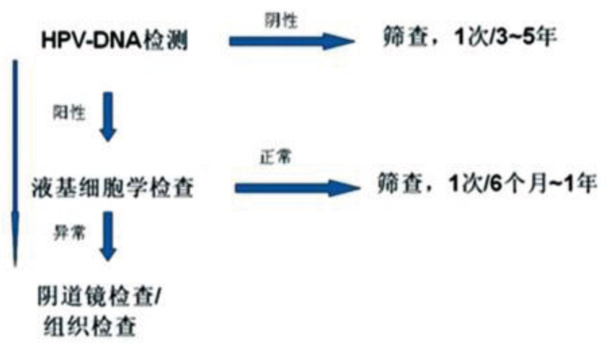 HPV-DNA检测
阴性
筛查，1次/3~5年
阳性
液基细胞学检查
正常
筛查，1次/6个月~1年
异常
阴道镜检查/
组织检查